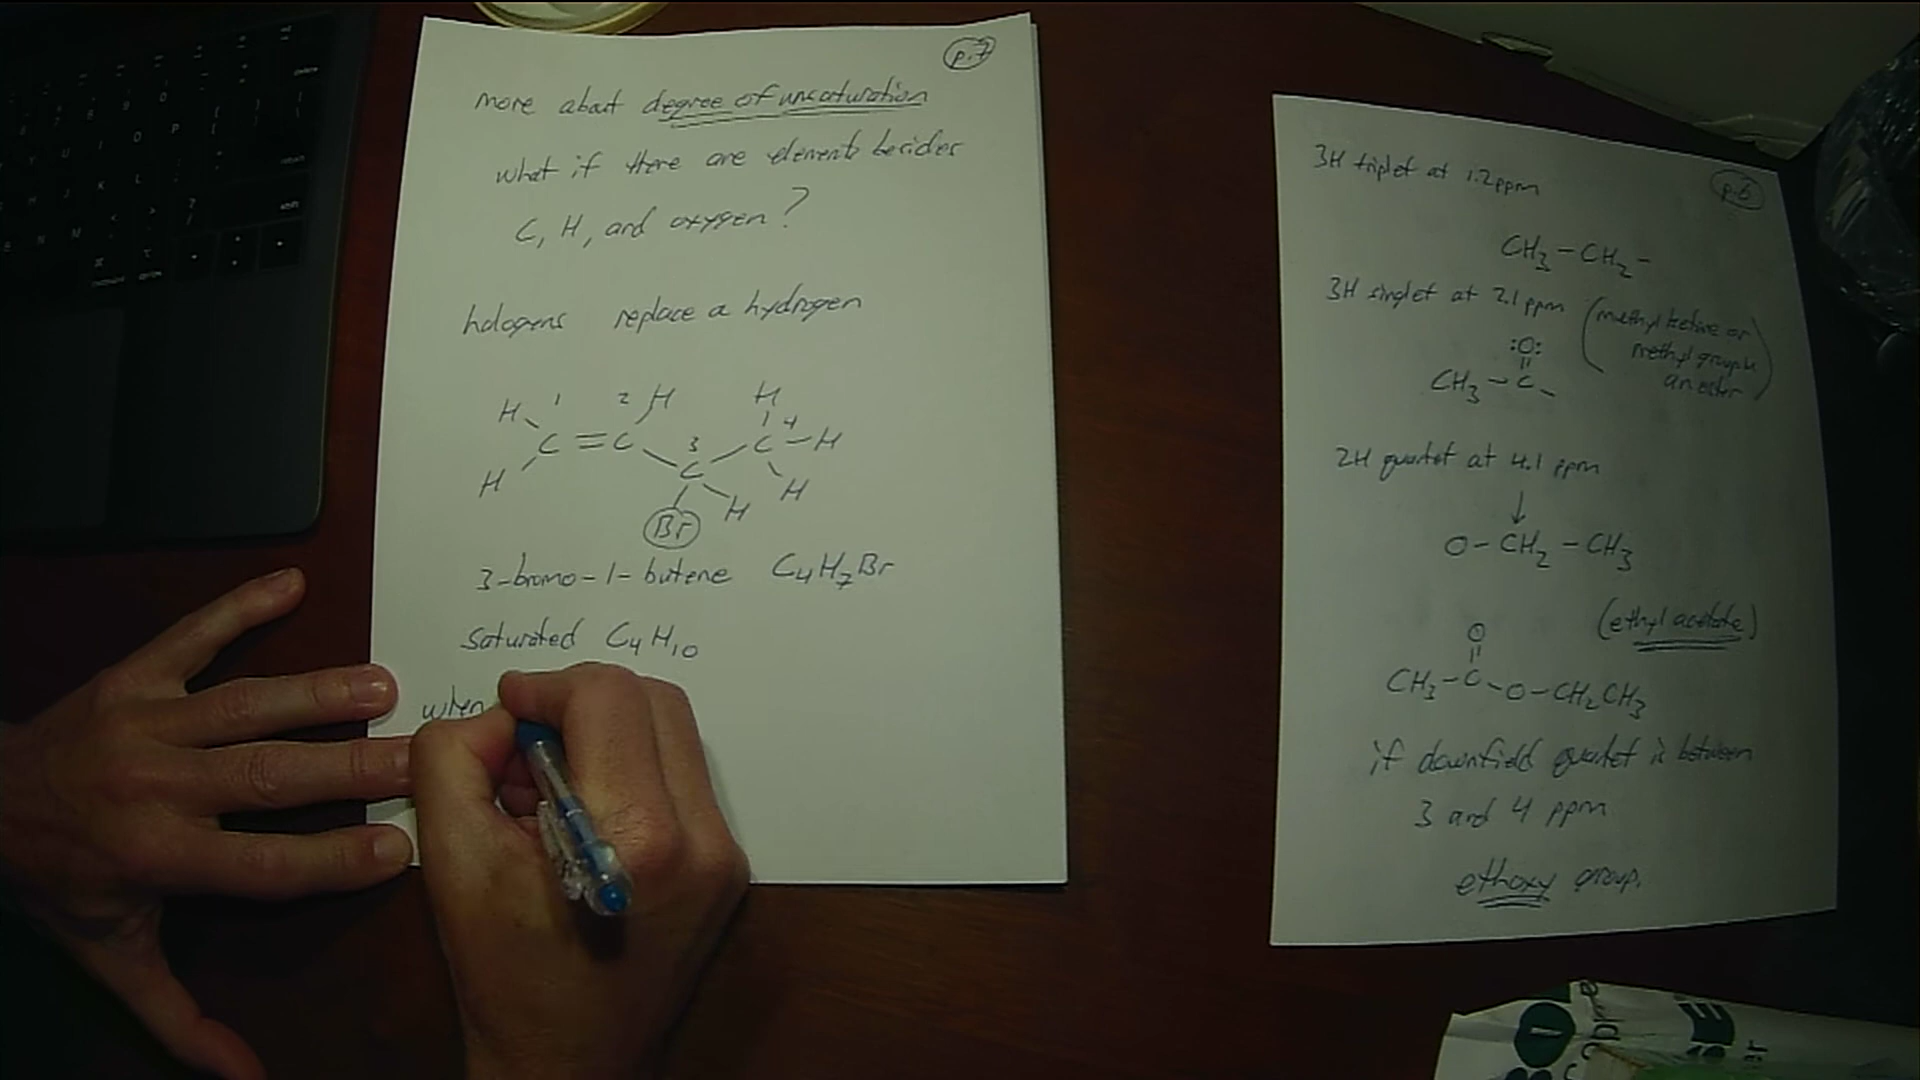 p.7
more about degree of unsaturation
what if there are elements besides
C, H, and oxygen?
halogens replace a hydrogen
H 1 2 H H
C = C 3 C 4 - H
H C H
Br H
3-bromo-1-butene C4H7Br
saturated C4H10
when
p.6
3H triplet at 1.2ppm
CH3 - CH2 -
3H singlet at 2.1 ppm (methyl ketone or
methyl group in
an ester)
:O:
CH3 - C -
2H quartet at 4.1 ppm
↓
O - CH2 - CH3
(ethyl acetate)
O
CH3 - C - O - CH2CH3
if downfield quartet is between
3 and 4 ppm
ethoxy group.